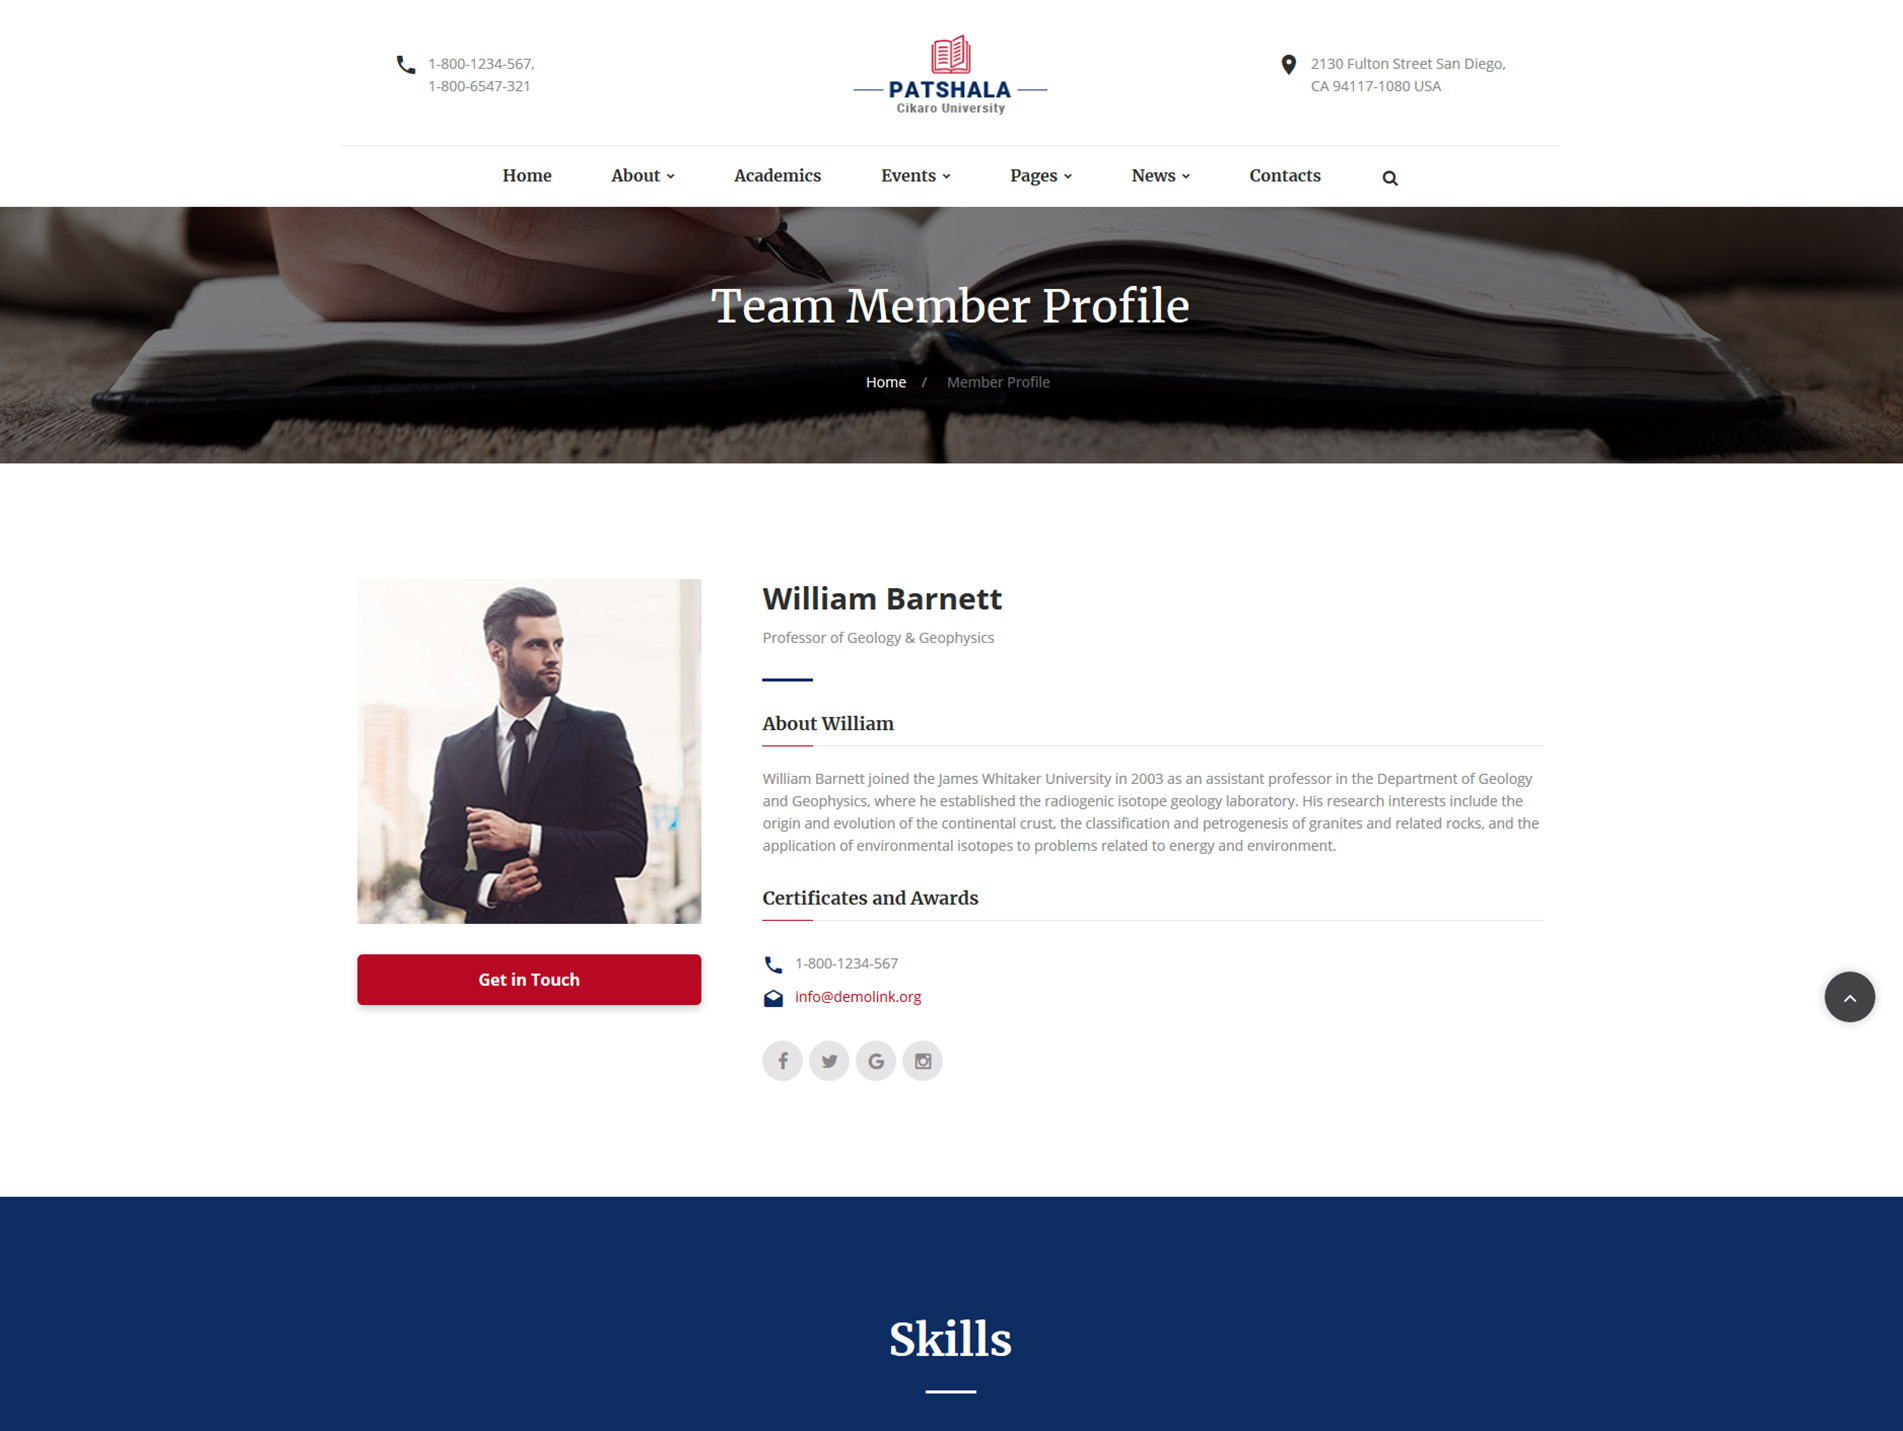 1-800-1234-567,
1-800-6547-321
PATSHALA
Cikaro University
2130 Fulton Street San Diego,
CA 94117-1080 USA
Home About Academics Events Pages News Contacts
Team Member Profile
Home / Member Profile
William Barnett
Professor of Geology & Geophysics
About William
William Barnett joined the James Whitaker University in 2003 as an assistant professor in the Department of Geology
and Geophysics, where he established the radiogenic isotope geology laboratory. His research interests include the
origin and evolution of the continental crust, the classification and petrogenesis of granites and related rocks, and the
application of environmental isotopes to problems related to energy and environment.
Certificates and Awards
1-800-1234-567
info@demolink.org
Get in Touch
Skills